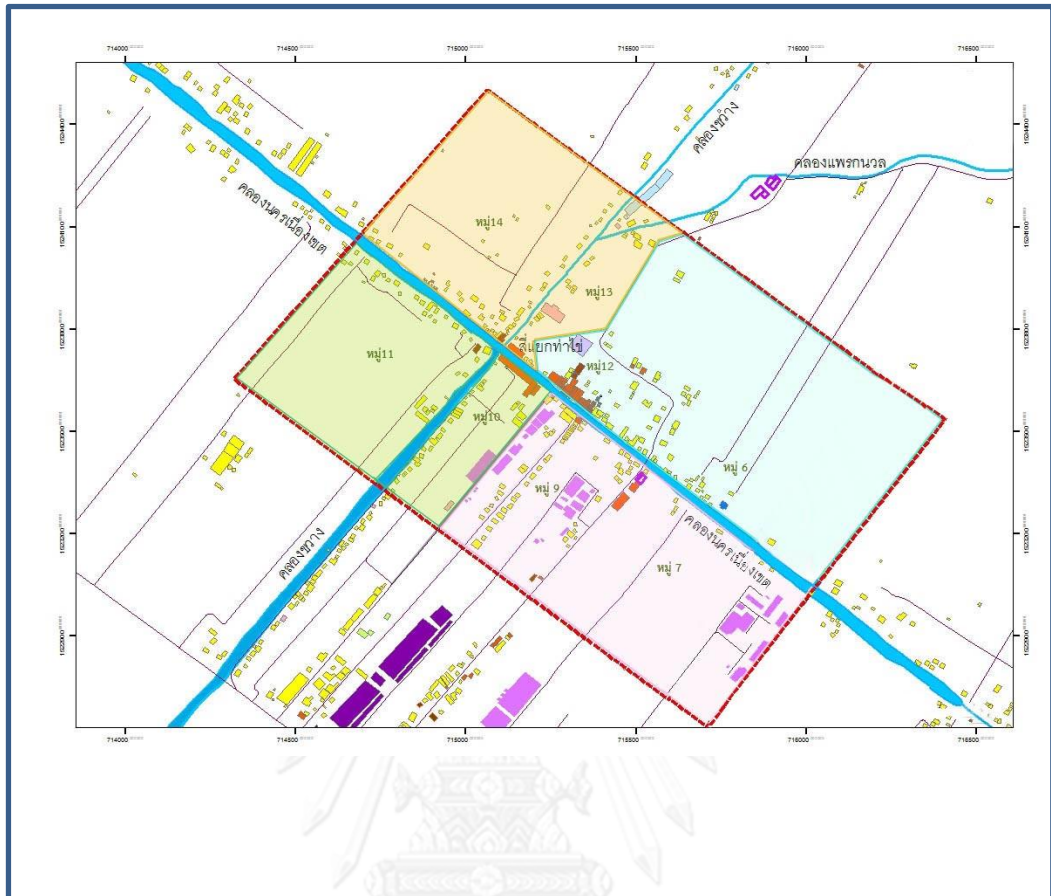 714000
714500
715000
715500
716000
716500
คลองขวาง
คลองแพรกนวล
คลองนครเนื่องเขต
หมู่14
หมู่13
สี่แยกท่าไข่
หมู่11
หมู่12
หมู่10
หมู่ 6
หมู่ 9
คลองนครเนื่องเขต
คลองขวาง
หมู่ 7
714000
714500
715000
715500
716000
716500